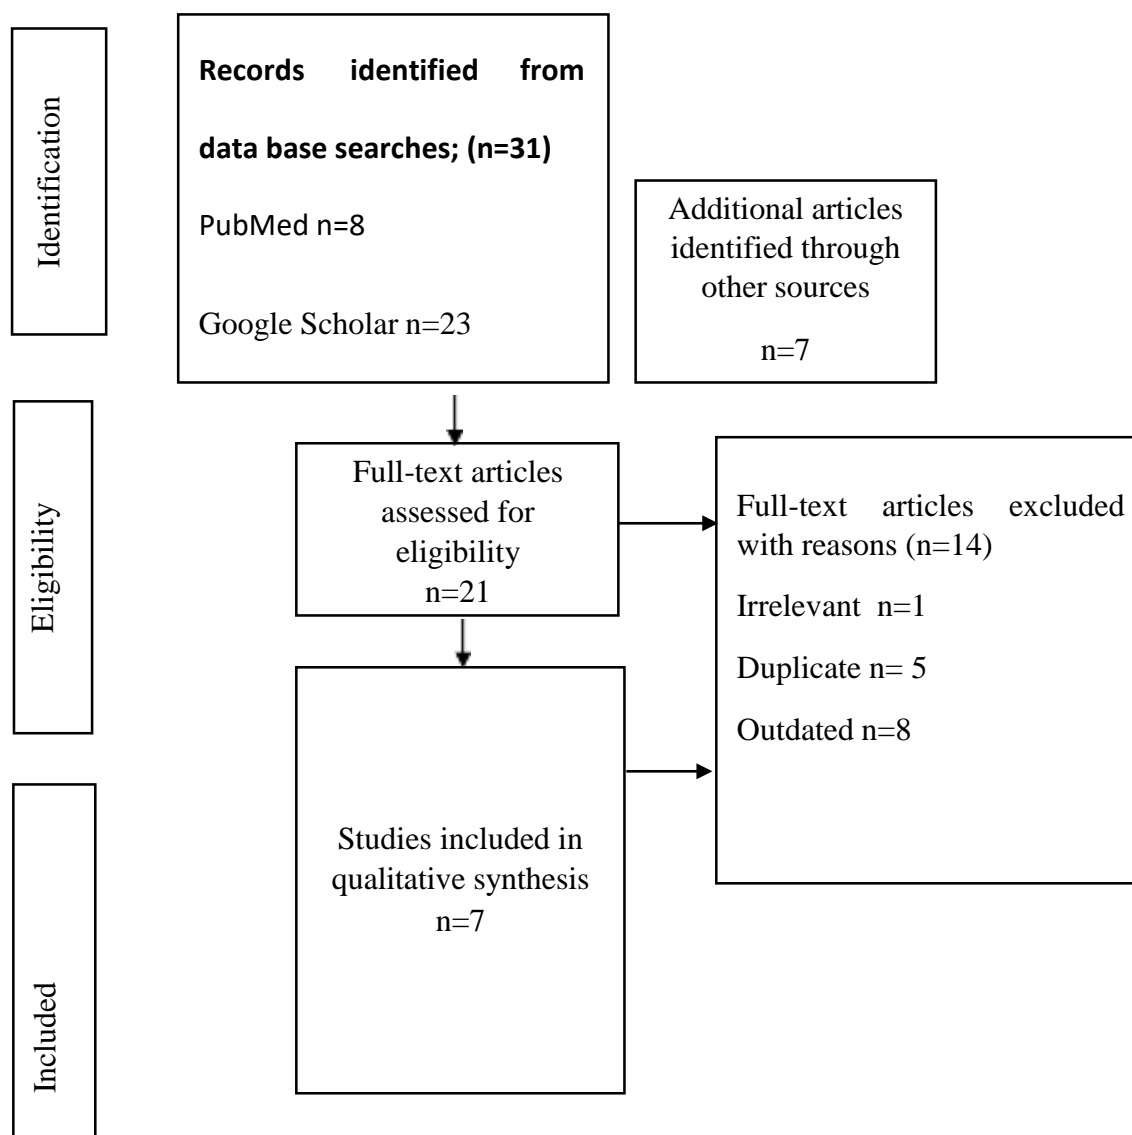 Identification
Records identified from
data base searches; (n=31)
PubMed n=8
Google Scholar n=23
Additional articles
identified through
other sources
n=7
Eligibility
Full-text articles
assessed for
eligibility
n=21
Full-text articles excluded
with reasons (n=14)
Irrelevant n=1
Duplicate n= 5
Outdated n=8
Included
Studies included in
qualitative synthesis
n=7